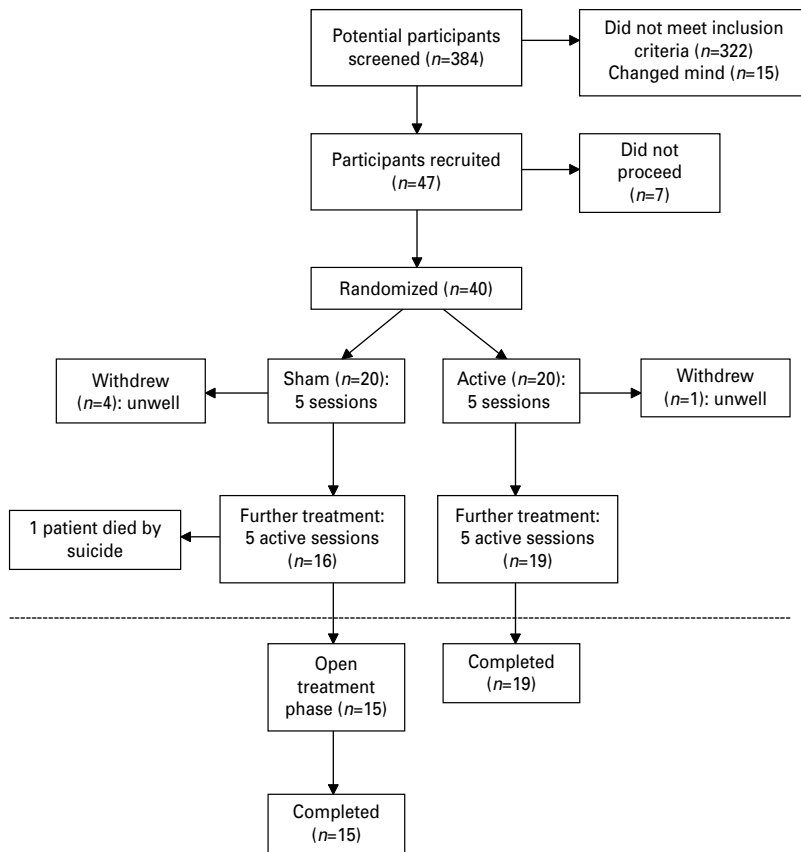 Potential participants
screened (n=384)
Did not meet inclusion
criteria (n=322)
Changed mind (n=15)
Participants recruited
(n=47)
Did not
proceed
(n=7)
Randomized (n=40)
Withdrew
(n=4): unwell
Sham (n=20):
5 sessions
Active (n=20):
5 sessions
Withdrew
(n=1): unwell
1 patient died by
suicide
Further treatment:
5 active sessions
(n=16)
Further treatment:
5 active sessions
(n=19)
Open
treatment
phase (n=15)
Completed
(n=19)
Completed
(n=15)